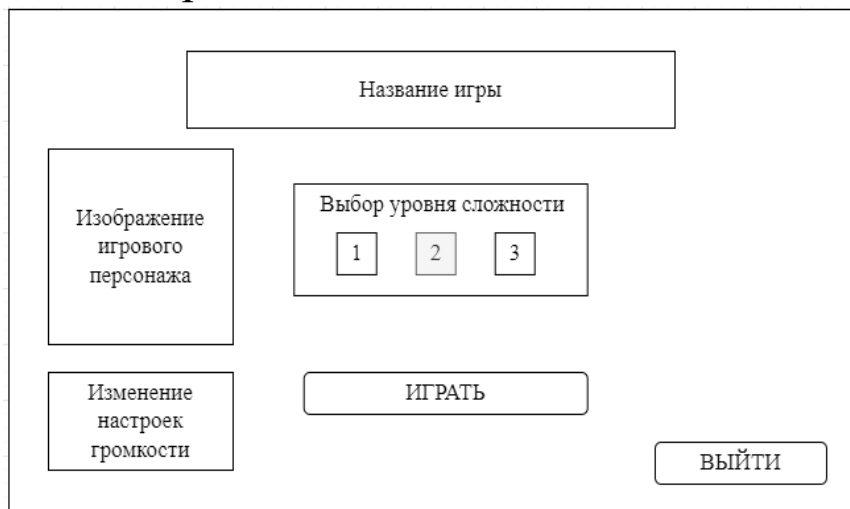 Название игры
Изображение
игрового
персонажа
Выбор уровня сложности
1 2 3
Изменение
настроек
громкости
ИГРАТЬ
ВЫЙТИ